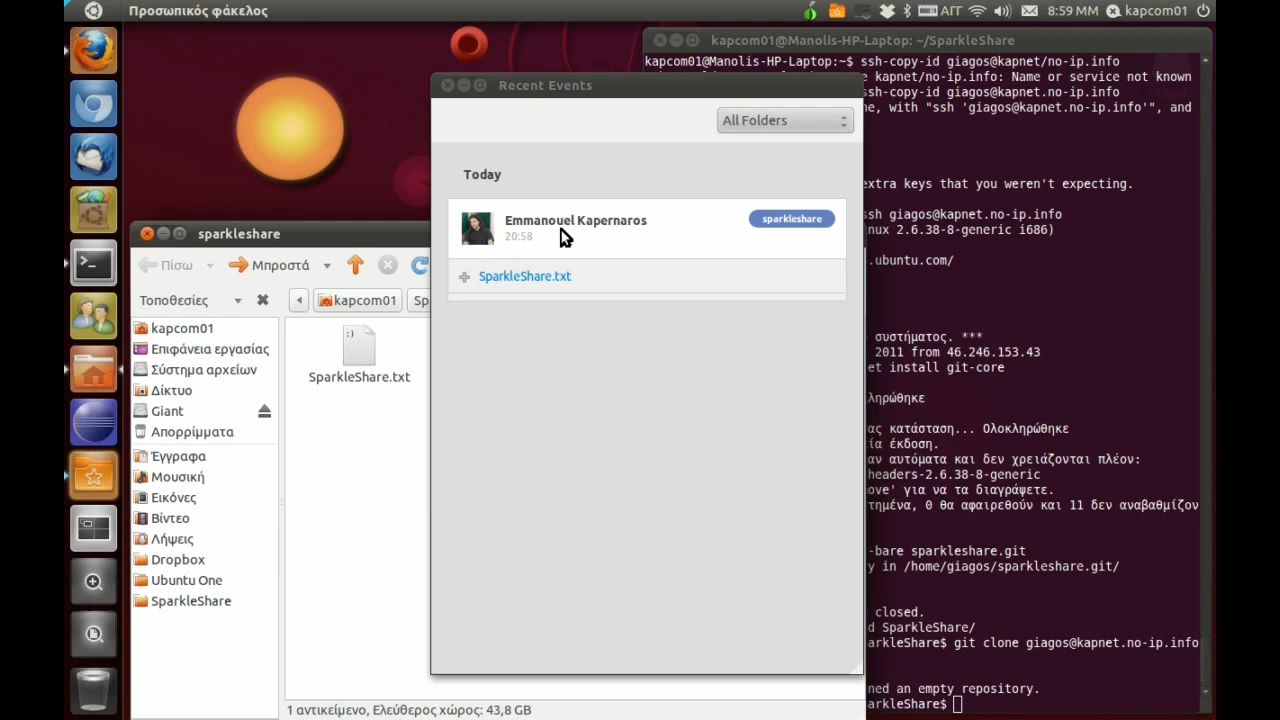 Προσωπικός φάκελος
ΑΓΓ
8:59 ΜΜ
kapcom01
kapcom01@Manolis-HP-Laptop: ~/SparkleShare
kapcom01@Manolis-HP-Laptop:~$ ssh-copy-id giagos@kapnet/no-ip.info
e kapnet/no-ip.info: Name or service not known
sh-copy-id giagos@kapnet.no-ip.info
ne, with "ssh 'giagos@kapnet.no-ip.info'", and
extra keys that you weren't expecting.
sh giagos@kapnet.no-ip.info
nux 2.6.38-8-generic i686)
.ubuntu.com/
συστήματος. ***
2011 from 46.246.153.43
et install git-core
ληρώθηκε
ας κατάσταση... Ολοκληρώθηκε
ία έκδοση.
αν αυτόματα και δεν χρειάζονται πλέον:
headers-2.6.38-8-generic
ove' για να τα διαγράψετε.
τημένα, 0 θα αφαιρεθούν και 11 δεν αναβαθμίζον
-bare sparkleshare.git
y in /home/giagos/sparkleshare.git/
closed.
d SparkleShare/
arkleShare$ git clone giagos@kapnet.no-ip.info
ned an empty repository.
arkleShare$
Recent Events
All Folders
Today
Emmanouel Kapernaros
20:58
sparkleshare
SparkleShare.txt
sparkleshare
Πίσω
Μπροστά
Τοποθεσίες
kapcom01
Sp
kapcom01
Επιφάνεια εργασίας
Σύστημα αρχείων
Δίκτυο
Giant
Απορρίμματα
Έγγραφα
Μουσική
Εικόνες
Βίντεο
Λήψεις
Dropbox
Ubuntu One
SparkleShare
:)
SparkleShare.txt
1 αντικείμενο, Ελεύθερος χώρος: 43,8 GB